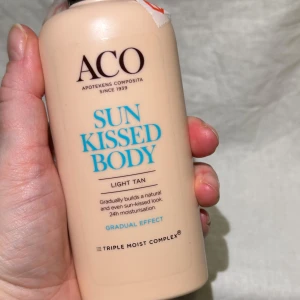 ACO
APOTEKENS COMPOSITA
SINCE 1939
SUN
KISSED
BODY
LIGHT TAN
Gradually builds a natural
and even sun-kissed look.
24h moisturisation.
GRADUAL EFFECT
TRIPLE MOIST COMPLEX®